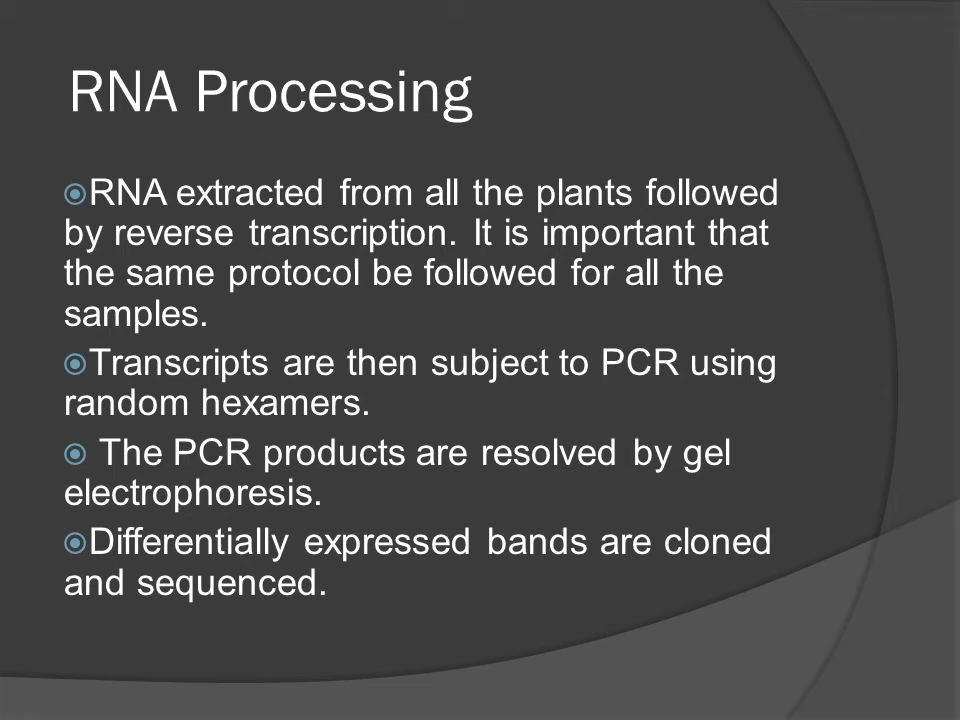 RNA Processing
RNA extracted from all the plants followed
by reverse transcription. It is important that
the same protocol be followed for all the
samples.
Transcripts are then subject to PCR using
random hexamers.
The PCR products are resolved by gel
electrophoresis.
Differentially expressed bands are cloned
and sequenced.